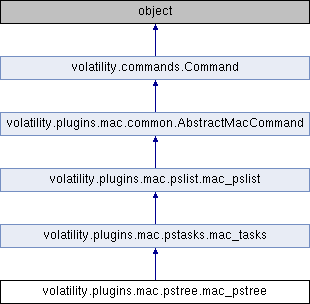 object
volatility.commands.Command
volatility.plugins.mac.common.AbstractMacCommand
volatility.plugins.mac.pslist.mac_pslist
volatility.plugins.mac.pstasks.mac_tasks
volatility.plugins.mac.pstree.mac_pstree